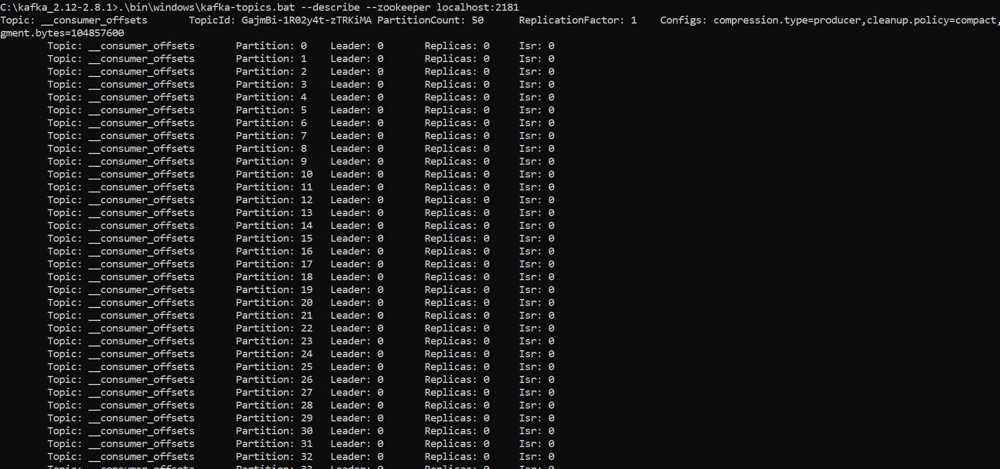 C:\kafka_2.12-2.8.1>.\bin\windows\kafka-topics.bat --describe --zookeeper localhost:2181
Topic: __consumer_offsets TopicId: GajmBi-1R02y4t-zTRKiMA PartitionCount: 50 ReplicationFactor: 1 Configs: compression.type=producer,cleanup.policy=compact,
gment.bytes=104857600
Topic: __consumer_offsets Partition: 0 Leader: 0 Replicas: 0 Isr: 0
Topic: __consumer_offsets Partition: 1 Leader: 0 Replicas: 0 Isr: 0
Topic: __consumer_offsets Partition: 2 Leader: 0 Replicas: 0 Isr: 0
Topic: __consumer_offsets Partition: 3 Leader: 0 Replicas: 0 Isr: 0
Topic: __consumer_offsets Partition: 4 Leader: 0 Replicas: 0 Isr: 0
Topic: __consumer_offsets Partition: 5 Leader: 0 Replicas: 0 Isr: 0
Topic: __consumer_offsets Partition: 6 Leader: 0 Replicas: 0 Isr: 0
Topic: __consumer_offsets Partition: 7 Leader: 0 Replicas: 0 Isr: 0
Topic: __consumer_offsets Partition: 8 Leader: 0 Replicas: 0 Isr: 0
Topic: __consumer_offsets Partition: 9 Leader: 0 Replicas: 0 Isr: 0
Topic: __consumer_offsets Partition: 10 Leader: 0 Replicas: 0 Isr: 0
Topic: __consumer_offsets Partition: 11 Leader: 0 Replicas: 0 Isr: 0
Topic: __consumer_offsets Partition: 12 Leader: 0 Replicas: 0 Isr: 0
Topic: __consumer_offsets Partition: 13 Leader: 0 Replicas: 0 Isr: 0
Topic: __consumer_offsets Partition: 14 Leader: 0 Replicas: 0 Isr: 0
Topic: __consumer_offsets Partition: 15 Leader: 0 Replicas: 0 Isr: 0
Topic: __consumer_offsets Partition: 16 Leader: 0 Replicas: 0 Isr: 0
Topic: __consumer_offsets Partition: 17 Leader: 0 Replicas: 0 Isr: 0
Topic: __consumer_offsets Partition: 18 Leader: 0 Replicas: 0 Isr: 0
Topic: __consumer_offsets Partition: 19 Leader: 0 Replicas: 0 Isr: 0
Topic: __consumer_offsets Partition: 20 Leader: 0 Replicas: 0 Isr: 0
Topic: __consumer_offsets Partition: 21 Leader: 0 Replicas: 0 Isr: 0
Topic: __consumer_offsets Partition: 22 Leader: 0 Replicas: 0 Isr: 0
Topic: __consumer_offsets Partition: 23 Leader: 0 Replicas: 0 Isr: 0
Topic: __consumer_offsets Partition: 24 Leader: 0 Replicas: 0 Isr: 0
Topic: __consumer_offsets Partition: 25 Leader: 0 Replicas: 0 Isr: 0
Topic: __consumer_offsets Partition: 26 Leader: 0 Replicas: 0 Isr: 0
Topic: __consumer_offsets Partition: 27 Leader: 0 Replicas: 0 Isr: 0
Topic: __consumer_offsets Partition: 28 Leader: 0 Replicas: 0 Isr: 0
Topic: __consumer_offsets Partition: 29 Leader: 0 Replicas: 0 Isr: 0
Topic: __consumer_offsets Partition: 30 Leader: 0 Replicas: 0 Isr: 0
Topic: __consumer_offsets Partition: 31 Leader: 0 Replicas: 0 Isr: 0
Topic: __consumer_offsets Partition: 32 Leader: 0 Replicas: 0 Isr: 0